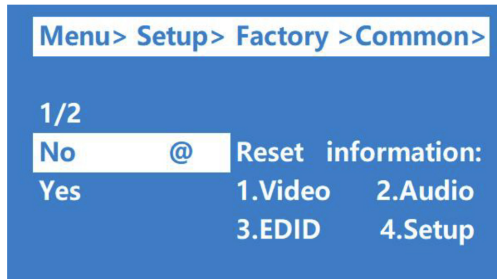 Menu> Setup> Factory >Common>
1/2
No @ Reset information:
Yes 1.Video 2.Audio
3.EDID 4.Setup